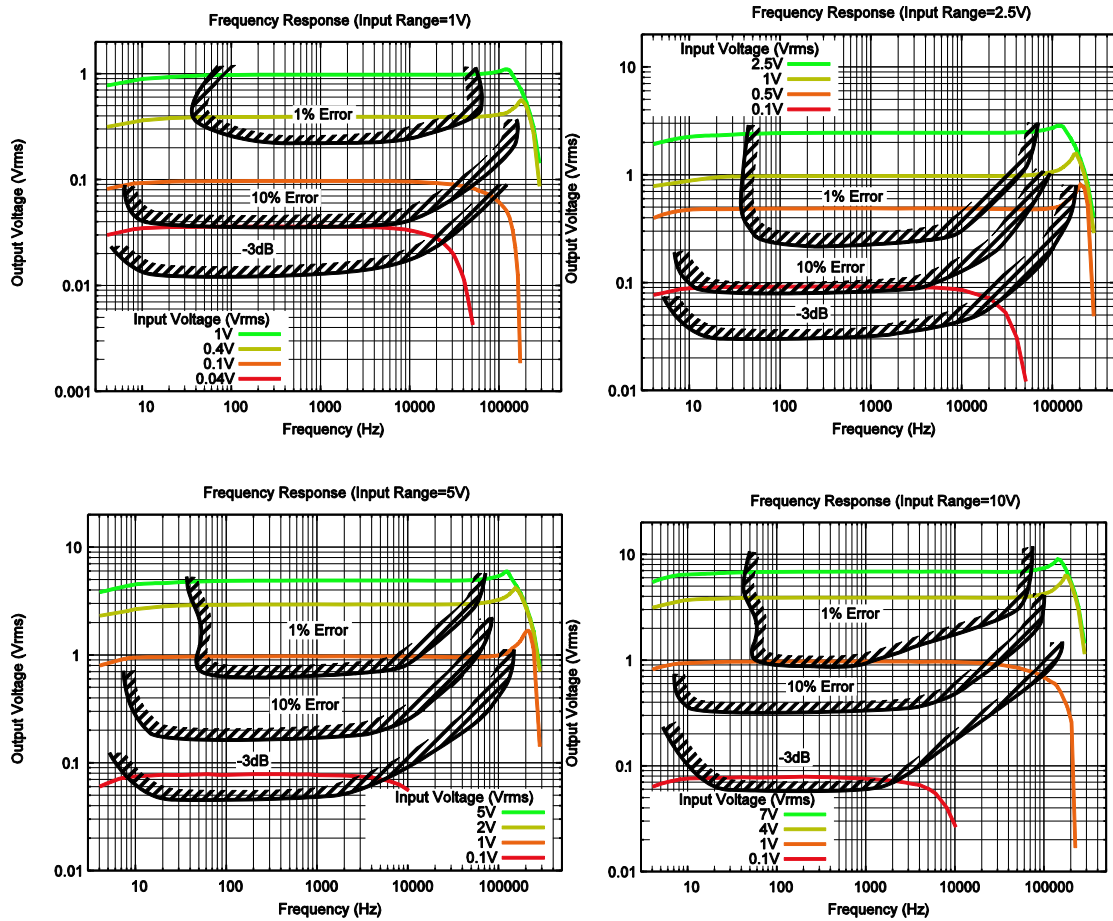 Frequency Response (Input Range=1V)
Output Voltage (Vrms)
1
0.1
0.01
0.001
1% Error
10% Error
-3dB
Input Voltage (Vrms)
1V
0.4V
0.1V
0.04V
10 100 1000 10000 100000
Frequency (Hz)
Frequency Response (Input Range=2.5V)
Output Voltage (Vrms)
10
1
0.1
0.01
Input Voltage (Vrms)
2.5V
1V
0.5V
0.1V
1% Error
10% Error
-3dB
10 100 1000 10000 100000
Frequency (Hz)
Frequency Response (Input Range=5V)
Output Voltage (Vrms)
10
1
0.1
0.01
1% Error
10% Error
-3dB
Input Voltage (Vrms)
5V
2V
1V
0.1V
10 100 1000 10000 100000
Frequency (Hz)
Frequency Response (Input Range=10V)
Output Voltage (Vrms)
10
1
0.1
0.01
1% Error
10% Error
-3dB
Input Voltage (Vrms)
7V
4V
1V
0.1V
10 100 1000 10000 100000
Frequency (Hz)